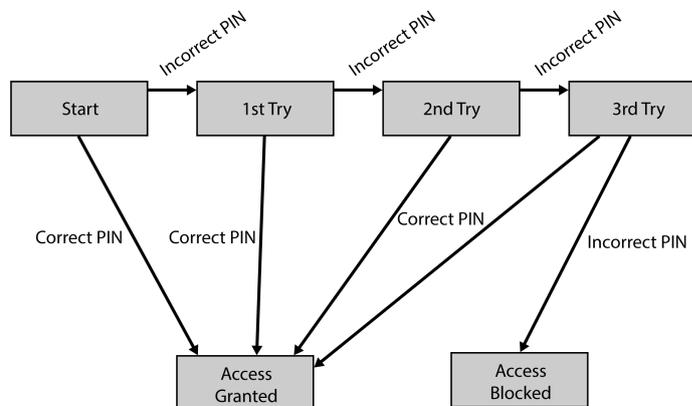 Incorrect PIN
Incorrect PIN
Incorrect PIN
Start
1st Try
2nd Try
3rd Try
Correct PIN
Correct PIN
Correct PIN
Incorrect PIN
Access
Granted
Access
Blocked